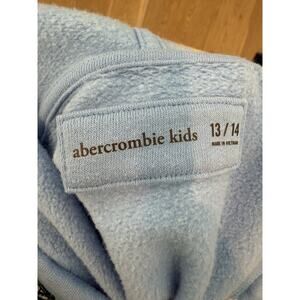 abercrombie kids
13 / 14
MADE IN VIETNAM